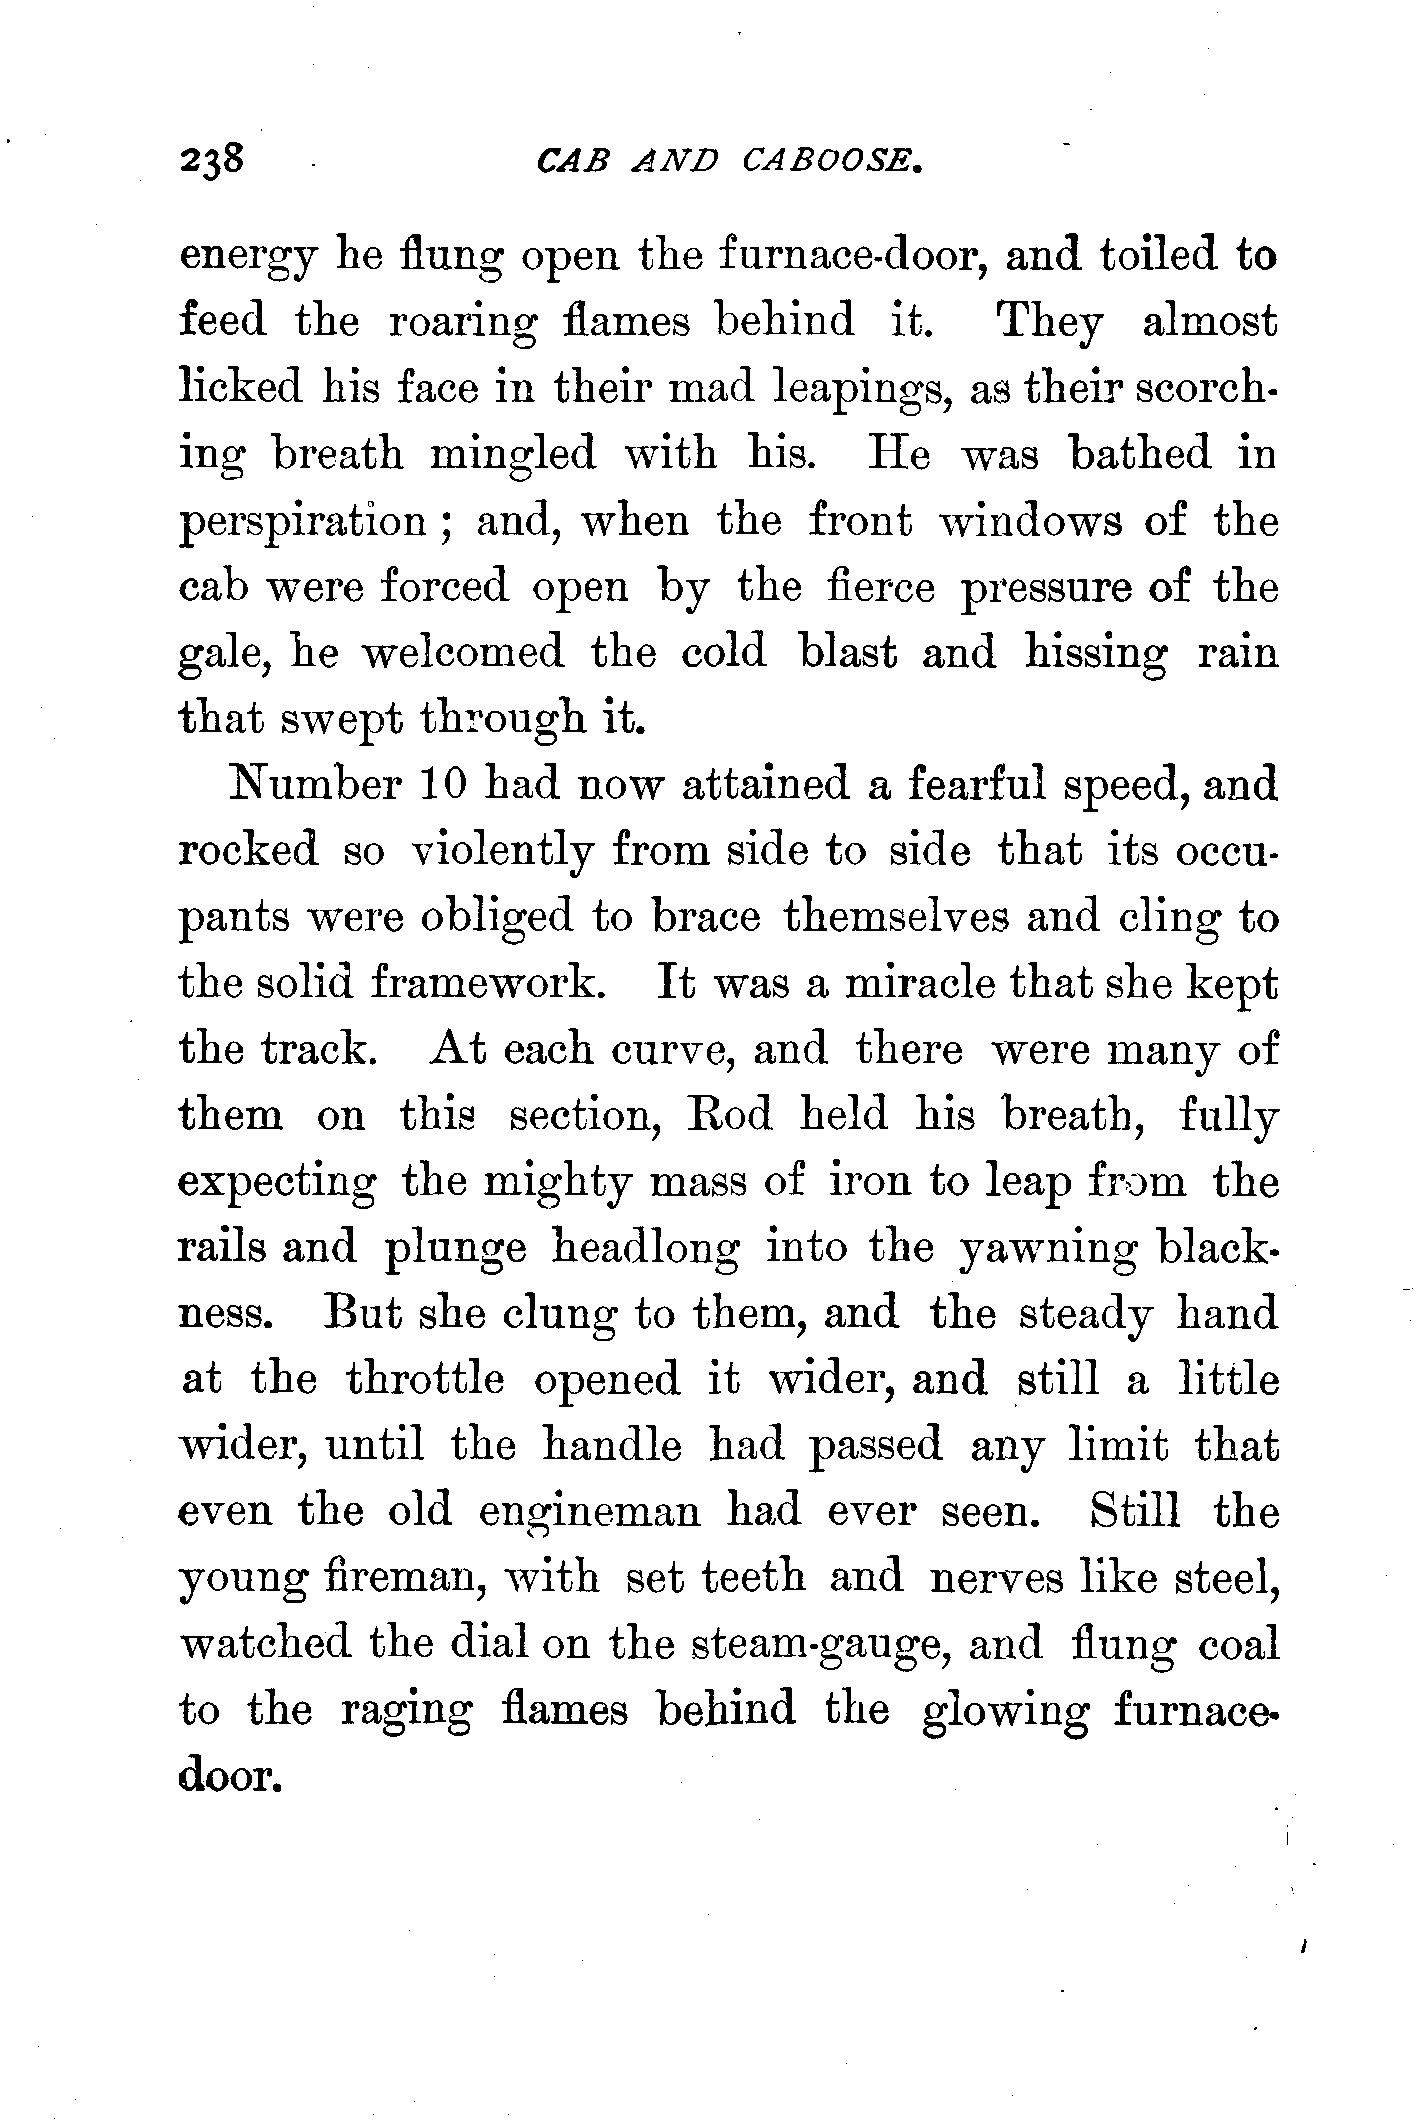 238 CAB AND CABOOSE.
energy he flung open the furnace-door, and toiled to
feed the roaring flames behind it. They almost
licked his face in their mad leapings, as their scorch-
ing breath mingled with his. He was bathed in
perspiration ; and, when the front windows of the
cab were forced open by the fierce pressure of the
gale, he welcomed the cold blast and hissing rain
that swept through it.
Number 10 had now attained a fearful speed, and
rocked so violently from side to side that its occu-
pants were obliged to brace themselves and cling to
the solid framework. It was a miracle that she kept
the track. At each curve, and there were many of
them on this section, Rod held his breath, fully
expecting the mighty mass of iron to leap from the
rails and plunge headlong into the yawning black-
ness. But she clung to them, and the steady hand
at the throttle opened it wider, and still a little
wider, until the handle had passed any limit that
even the old engineman had ever seen. Still the
young fireman, with set teeth and nerves like steel,
watched the dial on the steam-gauge, and flung coal
to the raging flames behind the glowing furnace-
door.